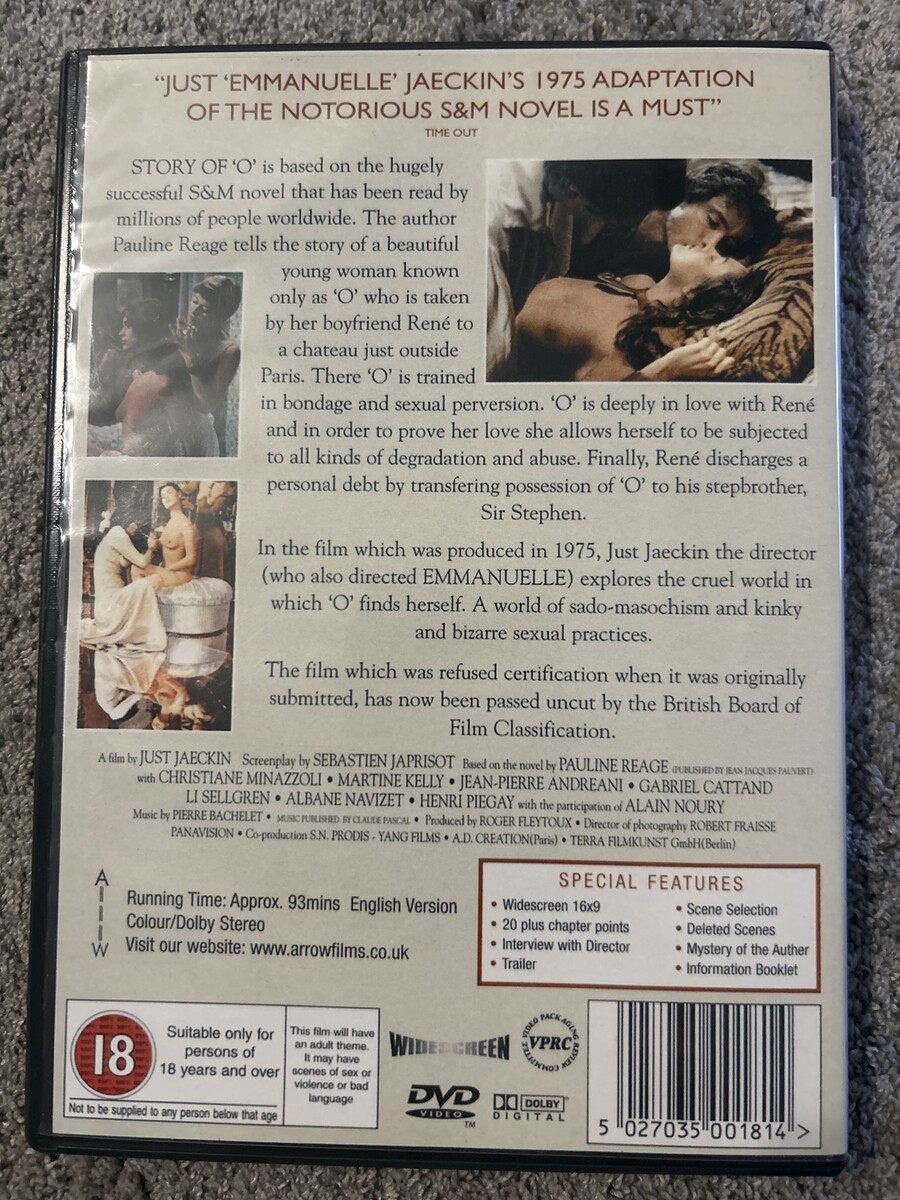 “JUST ‘EMMANUELLE’ JAECKIN’S 1975 ADAPTATION
OF THE NOTORIOUS S&M NOVEL IS A MUST”
TIME OUT
STORY OF ‘O’ is based on the hugely
successful S&M novel that has been read by
millions of people worldwide. The author
Pauline Reage tells the story of a beautiful
young woman known
only as ‘O’ who is taken
by her boyfriend René to
a chateau just outside
Paris. There ‘O’ is trained
in bondage and sexual perversion. ‘O’ is deeply in love with René
and in order to prove her love she allows herself to be subjected
to all kinds of degradation and abuse. Finally, René discharges a
personal debt by transfering possession of ‘O’ to his stepbrother,
Sir Stephen.
In the film which was produced in 1975, Just Jaeckin the director
(who also directed EMMANUELLE) explores the cruel world in
which ‘O’ finds herself. A world of sado-masochism and kinky
and bizarre sexual practices.
The film which was refused certification when it was originally
submitted, has now been passed uncut by the British Board of
Film Classification.
A film by JUST JAECKIN Screenplay by SEBASTIEN JAPRISOT Based on the novel by PAULINE REAGE (PUBLISHED BY JEAN JACQUES PAUVERT)
with CHRISTIANE MINAZZOLI • MARTINE KELLY • JEAN-PIERRE ANDREANI • GABRIEL CATTAND
LI SELLGREN • ALBANE NAVIZET • HENRI PIEGAY with the participation of ALAIN NOURY
Music by PIERRE BACHELET • MUSIC PUBLISHED BY CLAUDE PASCAL • Produced by ROGER FLEYTOUX • Director of photography ROBERT FRAISSE
PANAVISION • Co-production S.N. PRODIS - YANG FILMS • A.D. CREATION(Paris) • TERRA FILMKUNST GmbH(Berlin)
Running Time: Approx. 93mins English Version
Colour/Dolby Stereo
Visit our website: www.arrowfilms.co.uk
SPECIAL FEATURES
• Widescreen 16x9
• 20 plus chapter points
• Interview with Director
• Trailer
• Scene Selection
• Deleted Scenes
• Mystery of the Auther
• Information Booklet
18
Suitable only for
persons of
18 years and over
Not to be supplied to any person below that age
This film will have
an adult theme.
It may have
scenes of sex or
violence or bad
language
WIDESCREEN
VIDEO PACKAGING REVIEW COMMITTEE
VPRC
DVD
VIDEO
TM
DOLBY
DIGITAL
5 027035 001814 >